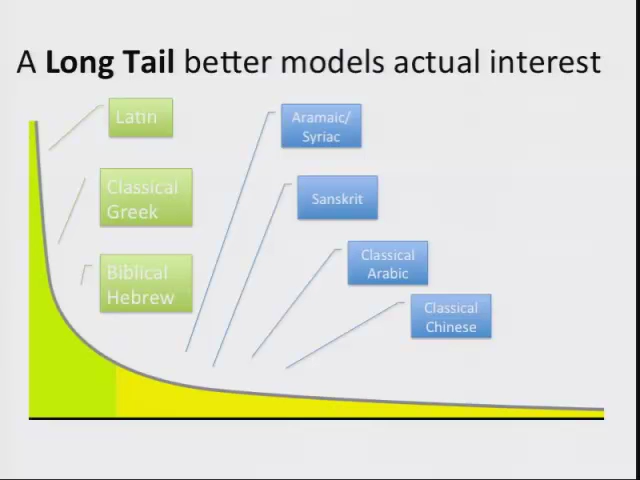 A Long Tail better models actual interest
Latin
Classical
Greek
Biblical
Hebrew
Aramaic/
Syriac
Sanskrit
Classical
Arabic
Classical
Chinese